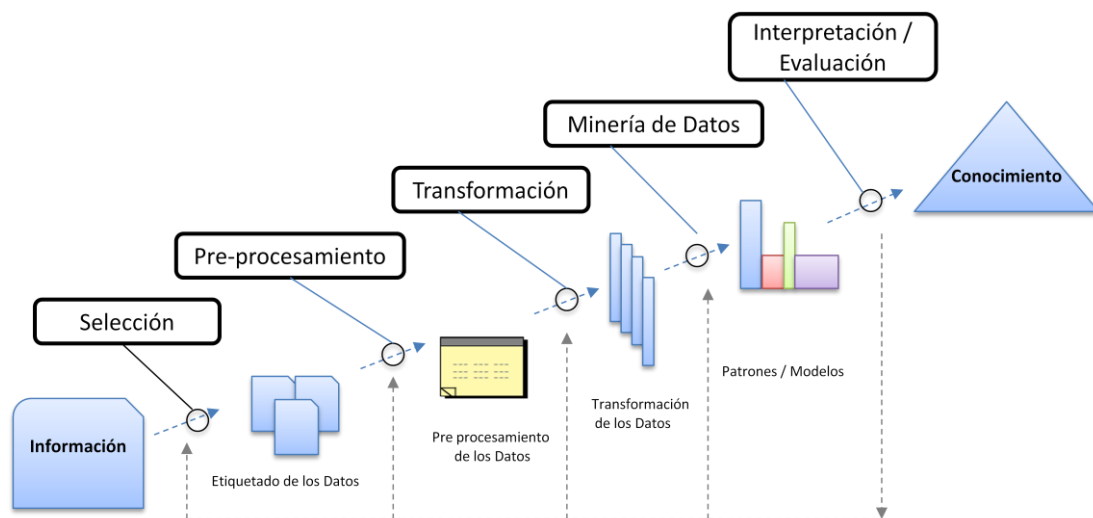 Interpretación /
Evaluación
Minería de Datos
Transformación
Conocimiento
Pre-procesamiento
Selección
Patrones / Modelos
Transformación
de los Datos
Información
Pre procesamiento
de los Datos
Etiquetado de los Datos